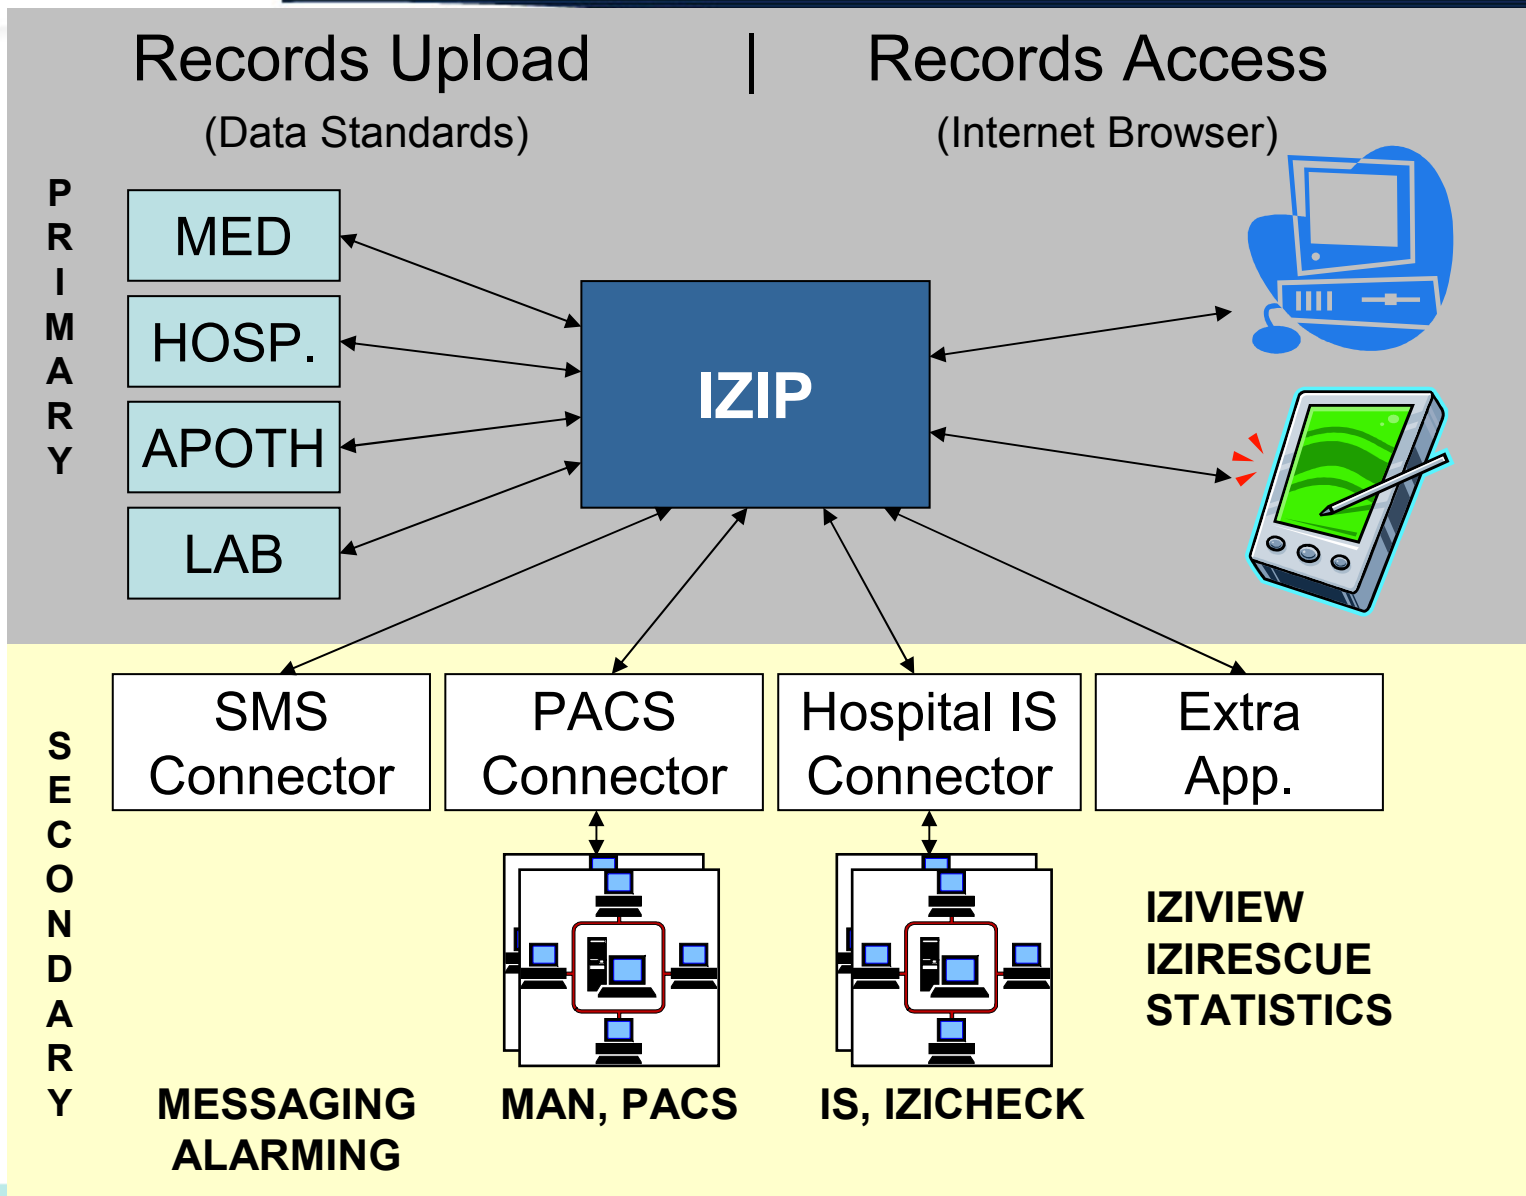 Records Upload | Records Access
(Data Standards) (Internet Browser)
PRIMARY
MED
HOSP.
APOTH
LAB
IZIP
SECONDARY
SMS
Connector
PACS
Connector
Hospital IS
Connector
Extra
App.
MESSAGING
ALARMING
MAN, PACS
IS, IZICHECK
IZIVIEW
IZIRESCUE
STATISTICS